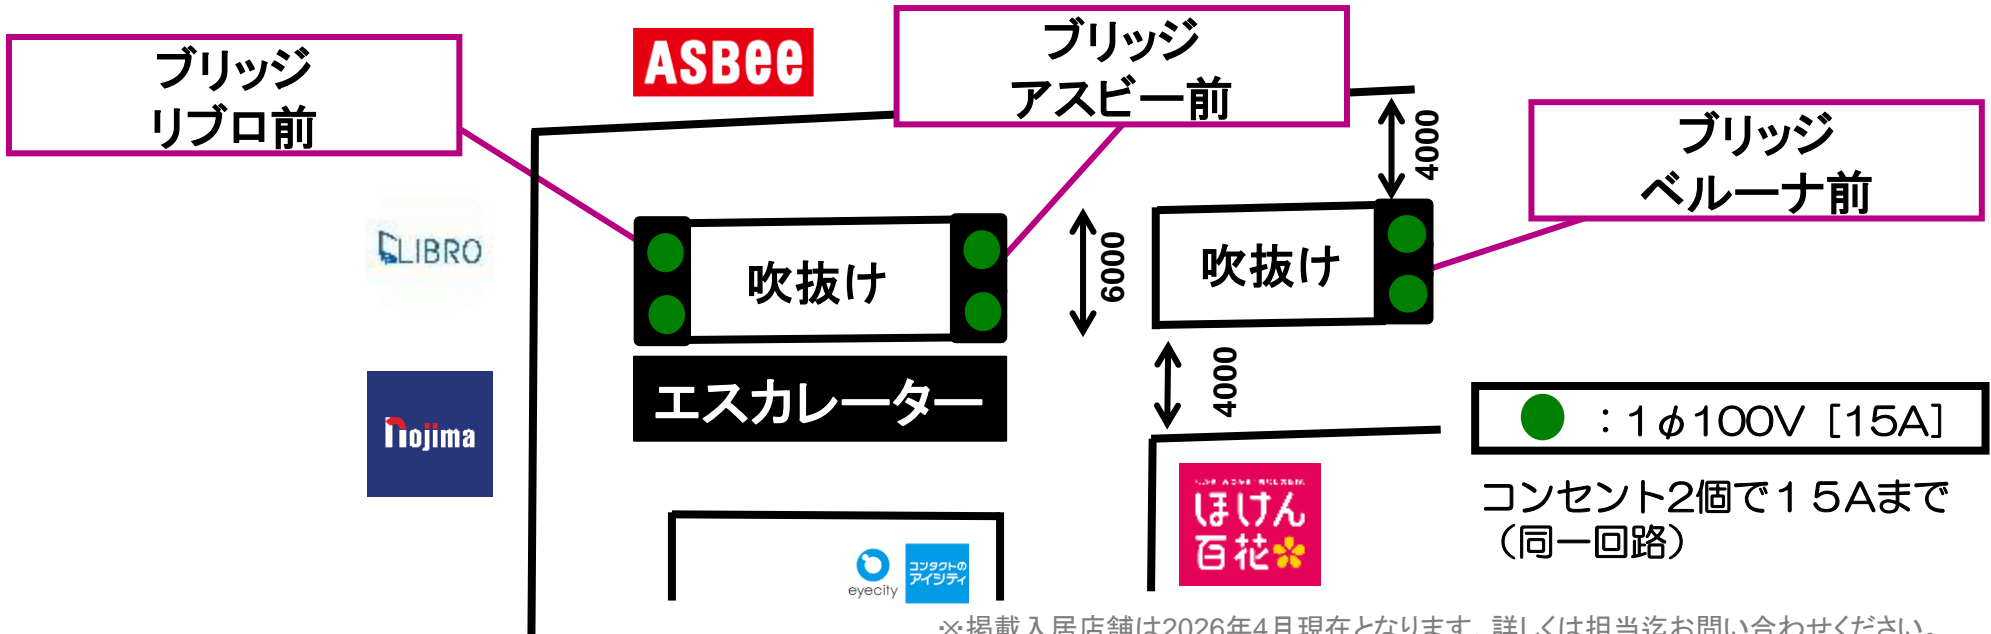 ブリッジ
リブロ前
ASBee
ブリッジ
アスビー前
4000
ブリッジ
ベルーナ前
LIBRO
吹抜け
6000
吹抜け
エスカレーター
4000
nojima
●：1φ100V［15A］
コンセント2個で15Aまで
（同一回路）
ほけん
百花
eyecity
コンタクトの
アイシティ
※掲載入居店舗は2026年4月現在となります。詳しくは担当迄お問い合わせください。